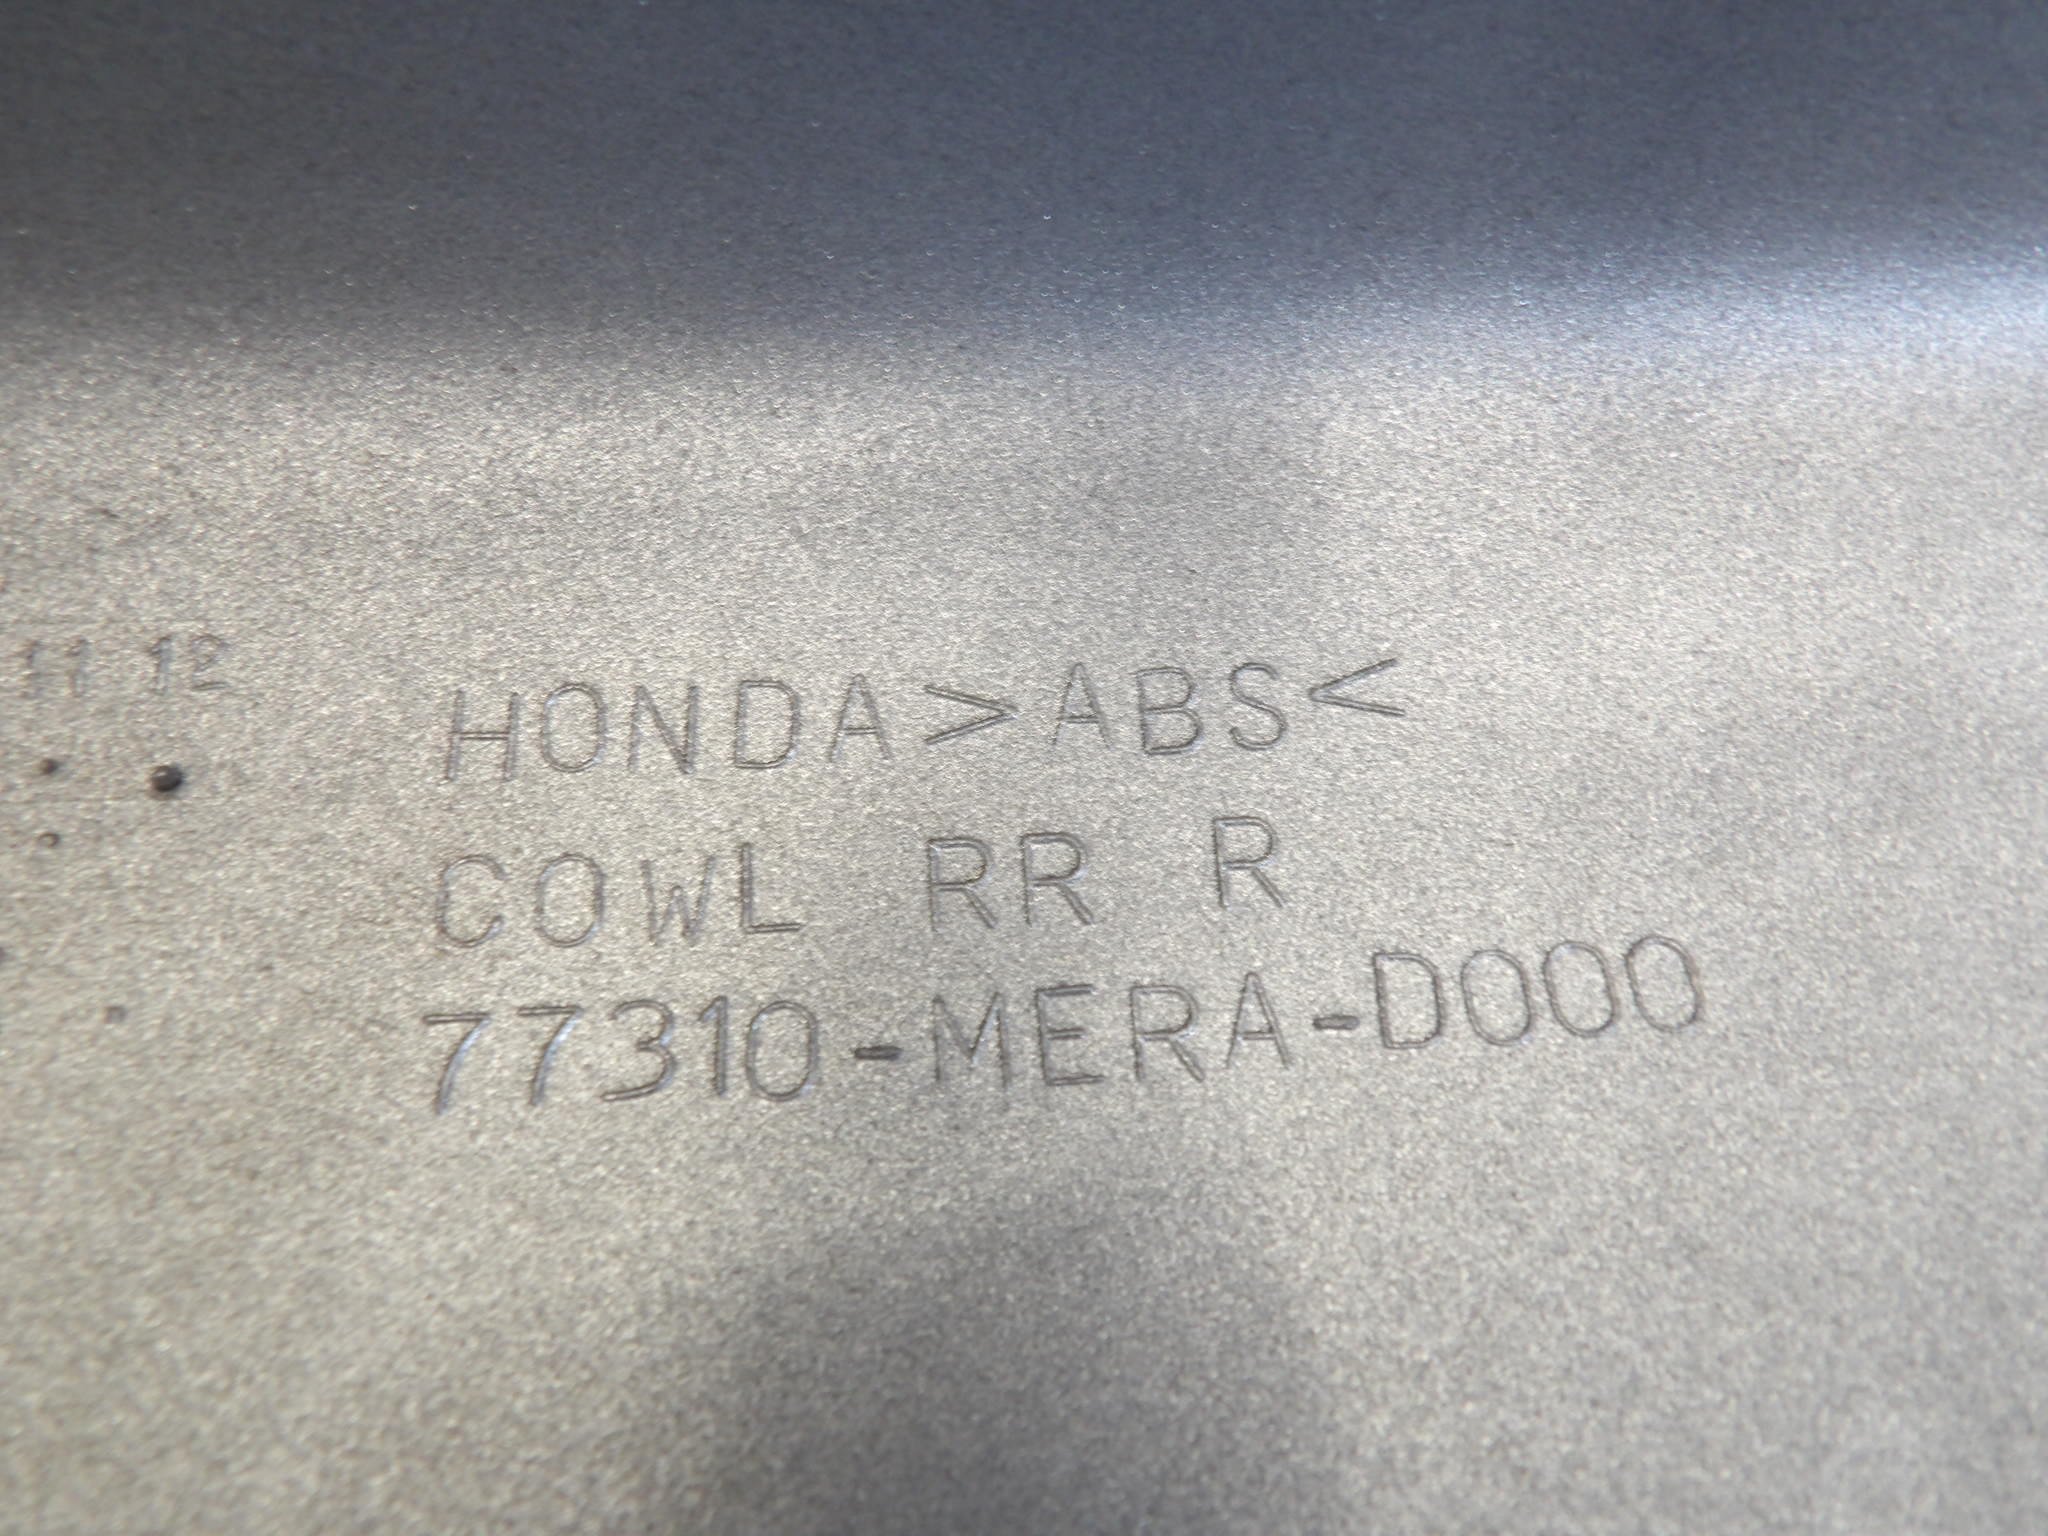 11 12
HONDA>ABS<
COWL RR R
77310-MERA-D000